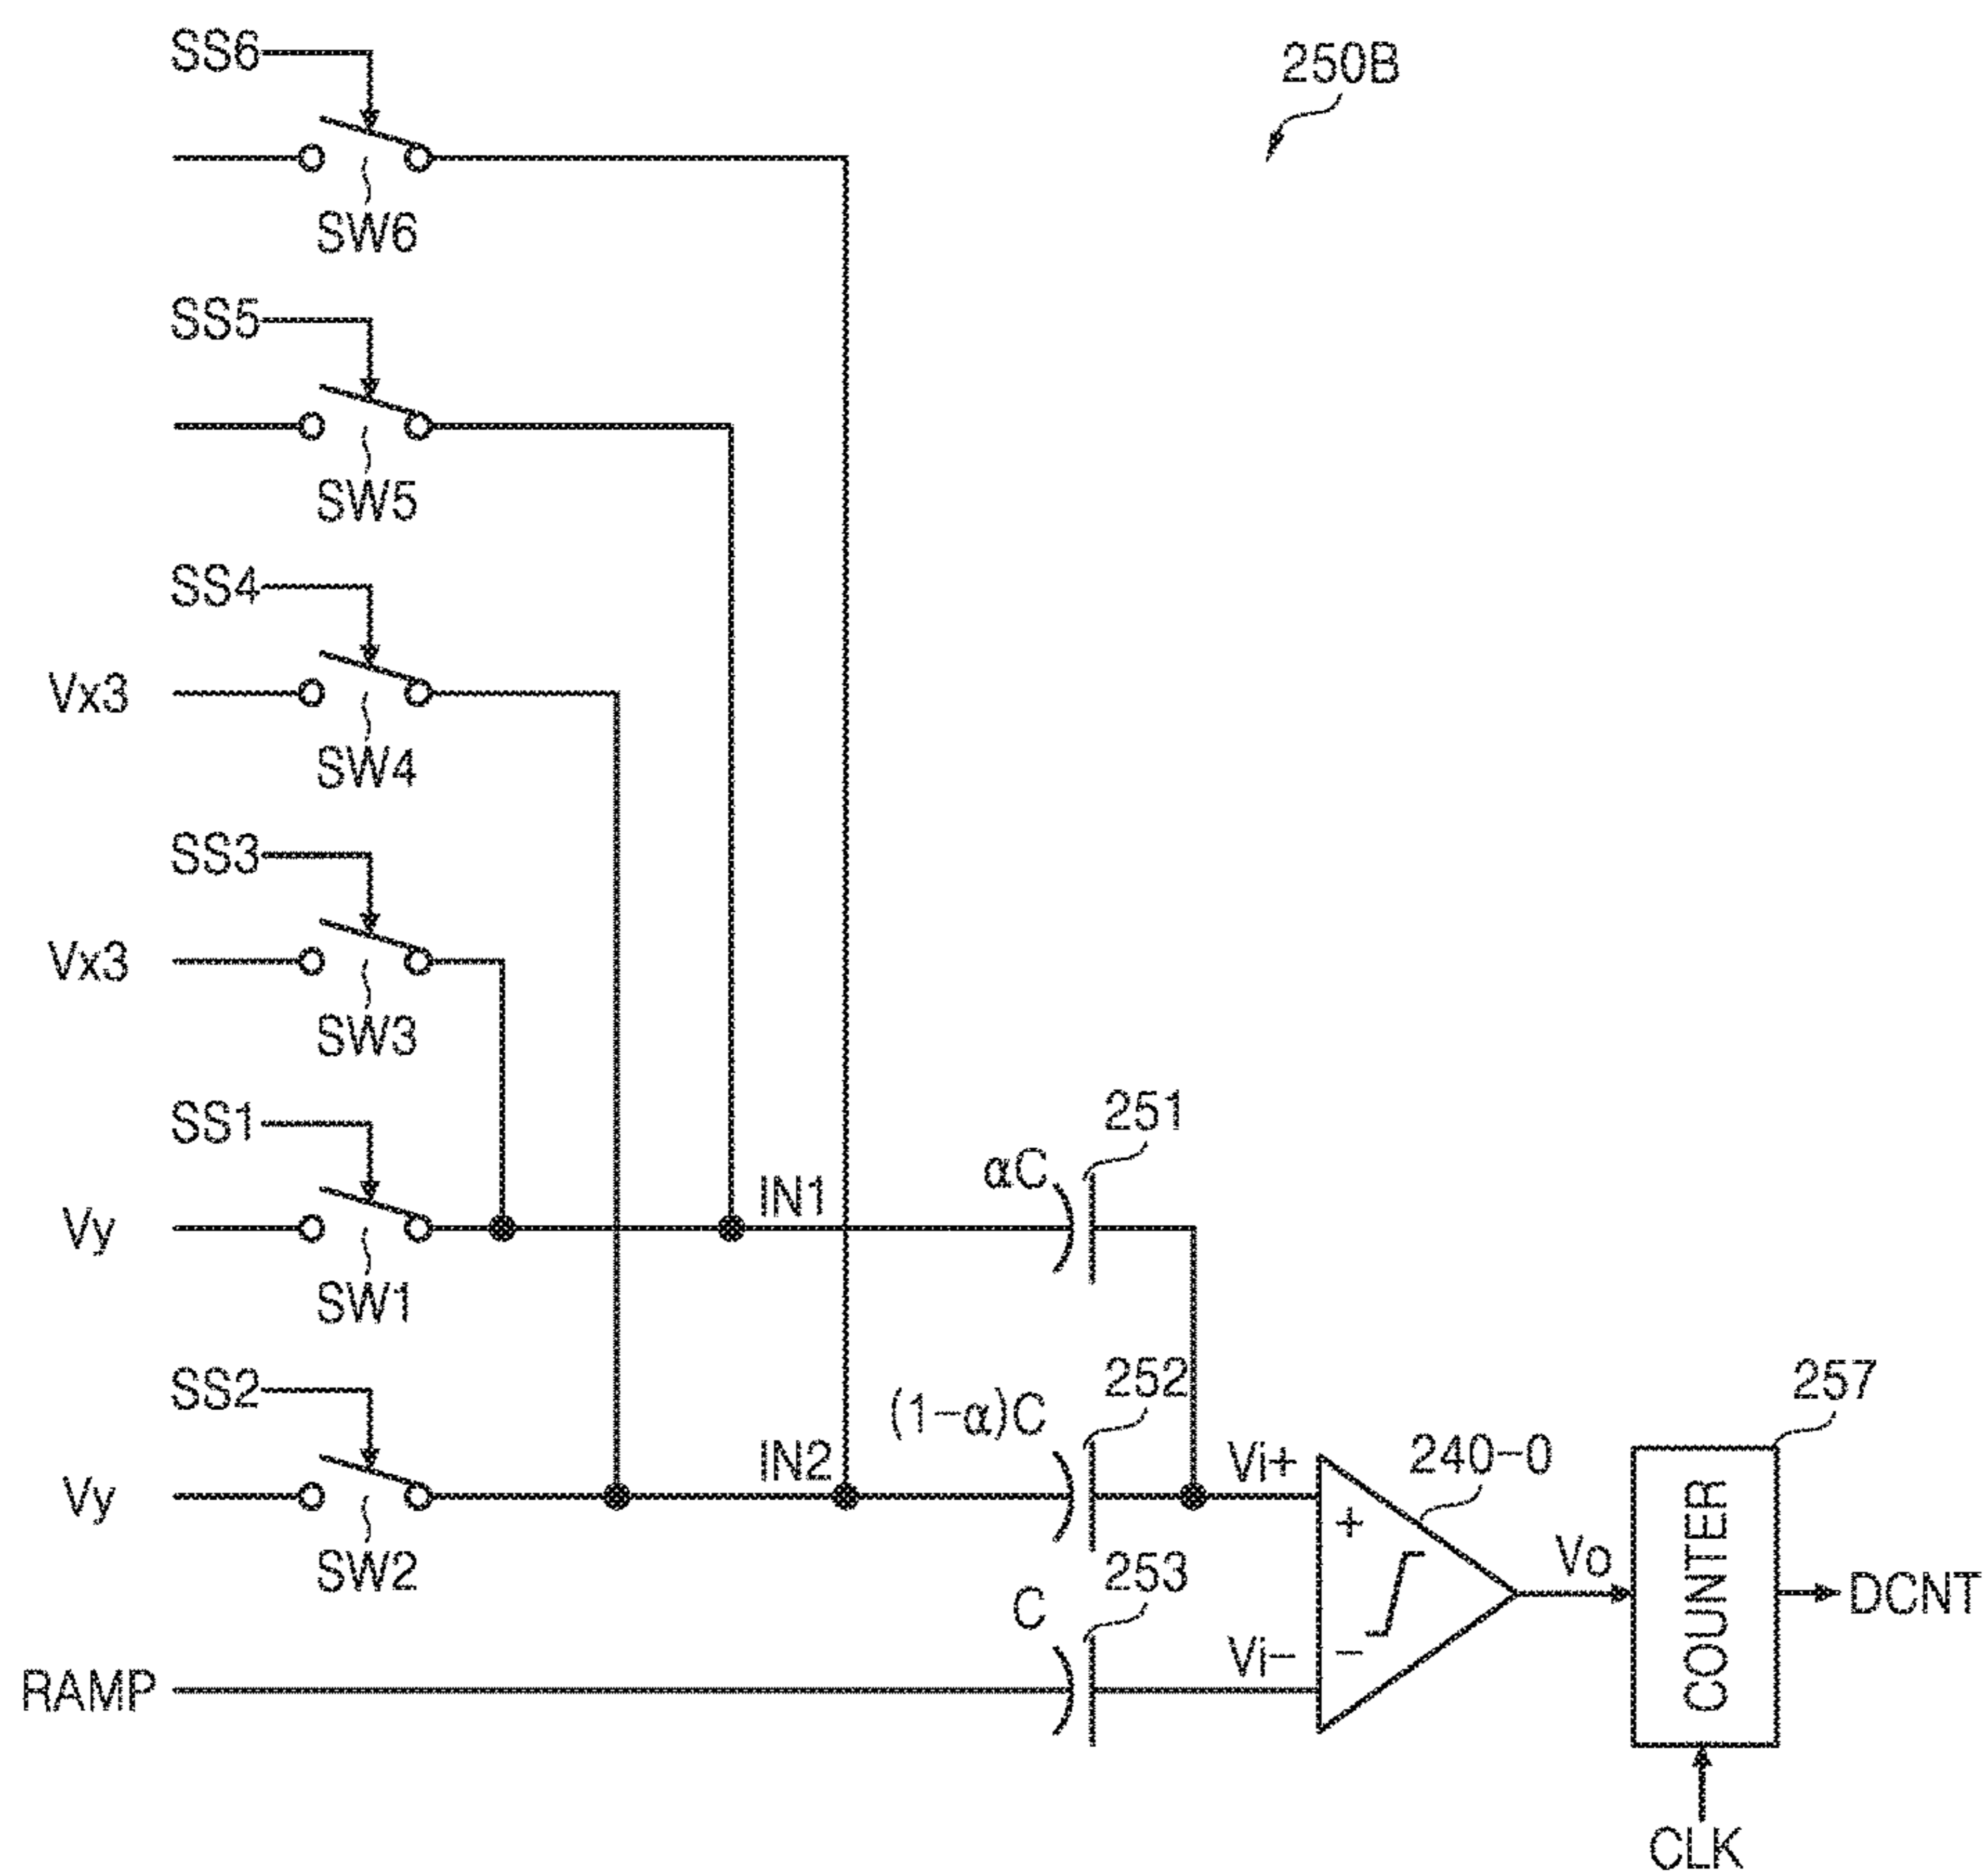 SS6
250B
SW6
SS5
SW5
SS4
Vx3
SW4
SS3
Vx3
SW3
SS1
251
αC
IN1
Vy
SW1
SS2
252
(1-α)C
257
IN2
Vi+
240-0
Vy
+
COUNTER
SW2
253
Vo
DCNT
C
Vi-
-
RAMP
CLK